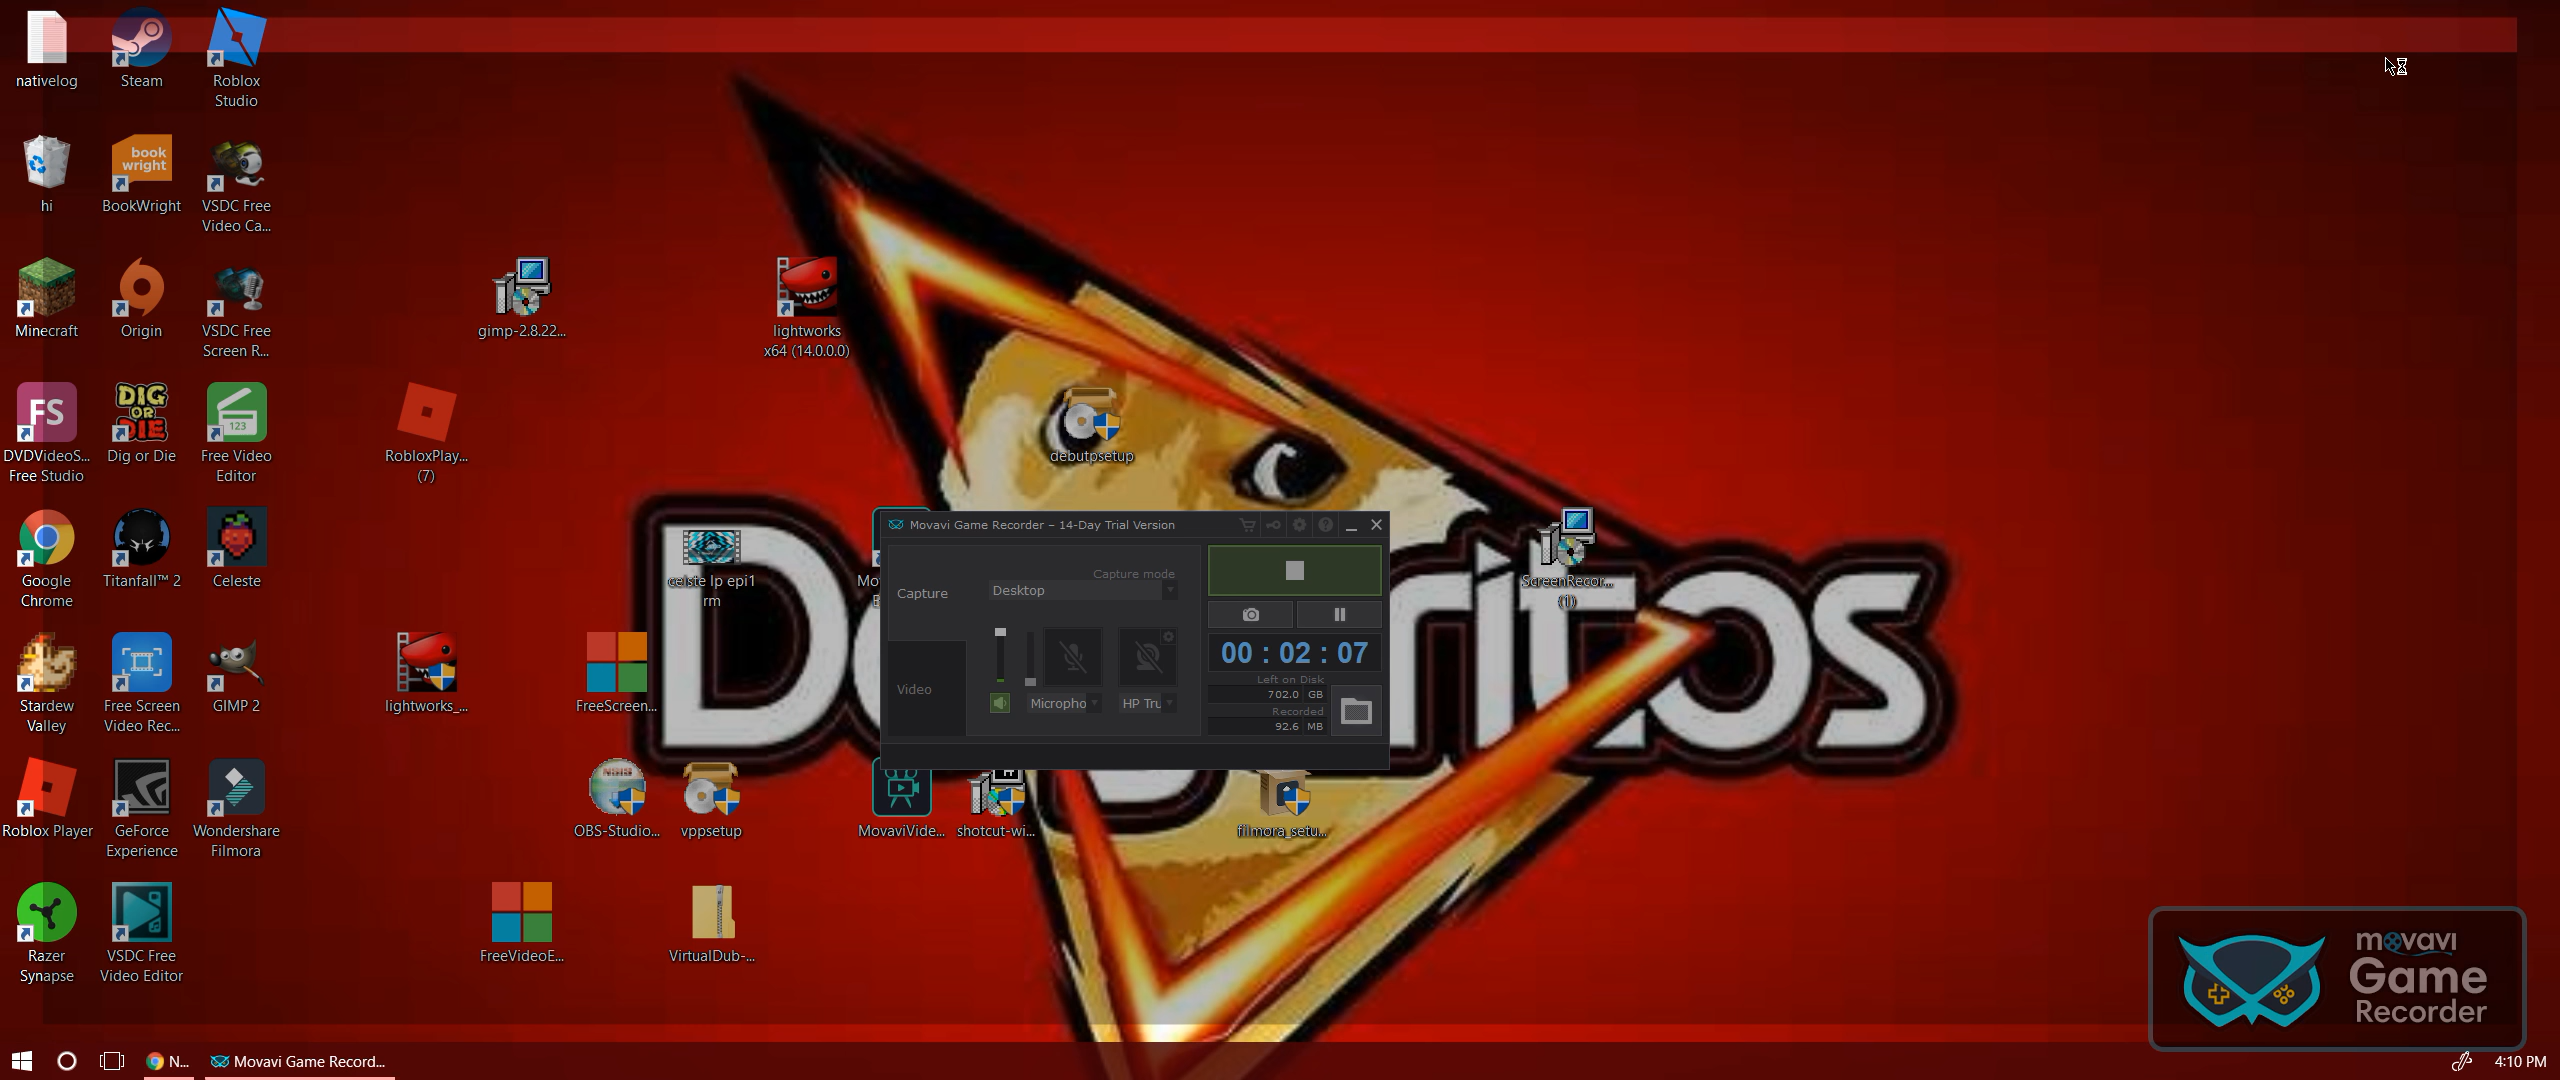 nativelog
Steam
Roblox
Studio
hi
book
wright
BookWright
VSDC Free
Video Ca...
Minecraft
Origin
VSDC Free
Screen R...
gimp-2.8.22...
lightworks
x64 (14.0.0.0)
FS
DVDVideoS...
Free Studio
DIG
OR
DIE
Dig or Die
123
Free Video
Editor
RobloxPlay...
(7)
debutpsetup
Google
Chrome
Titanfall™ 2
Celeste
celste lp epi1
rm
ScreenRecor...
(1)
Movavi Game Recorder – 14-Day Trial Version
Capture mode
Capture
Desktop
Video
Micropho
HP Tru
00 : 02 : 07
Left on Disk
702.0 GB
Recorded
92.6 MB
Stardew
Valley
Free Screen
Video Rec...
GIMP 2
lightworks_...
FreeScreen...
Roblox Player
GeForce
Experience
Wondershare
Filmora
OBS-Studio...
vppsetup
MovaviVide...
shotcut-wi...
filmora_setu...
Razer
Synapse
VSDC Free
Video Editor
FreeVideoE...
VirtualDub-...
movavi
Game
Recorder
N...
Movavi Game Record...
4:10 PM